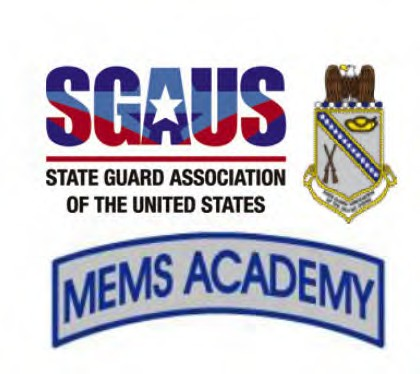 SGAUS
STATE GUARD ASSOCIATION
OF THE UNITED STATES
MEMS ACADEMY